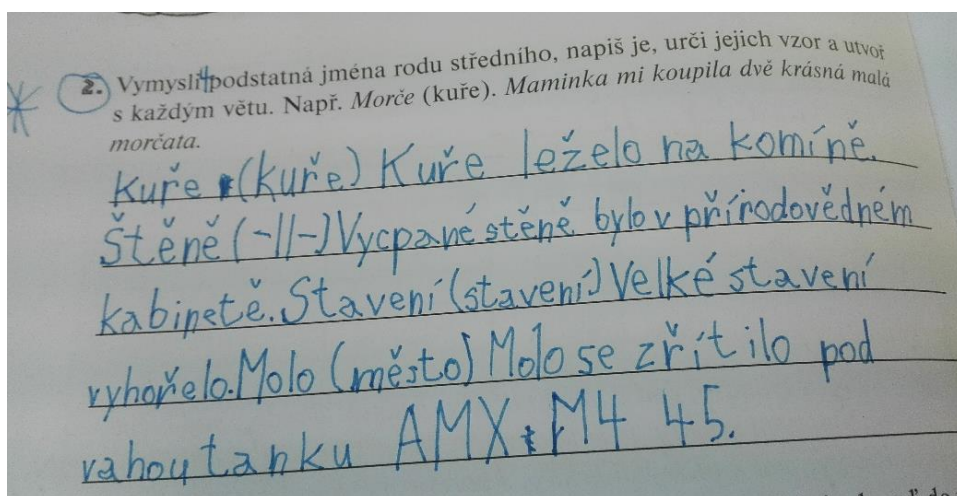 2. Vymysli 4 podstatná jména rodu středního, napiš je, urči jejich vzor a utvoř
s každým větu. Např. Morče (kuře). Maminka mi koupila dvě krásná malá
morčata.
Kuře (kuře) Kuře leželo na komíně.
Štěně (-||-) Vycpané stěně bylo v přírodovědném
kabinetě. Stavení (stavení) Velké stavení
vyhořelo. Molo (město) Molo se zřítilo pod
vahou tanku AMX M4 45.